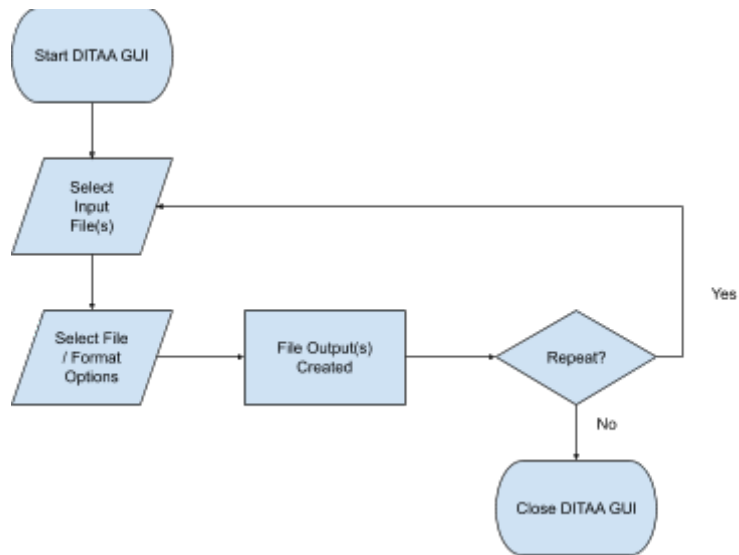 Start DITAA GUI
Select
Input
File(s)
Yes
Select File
/ Format
Options
File Output(s)
Created
Repeat?
No
Close DITAA GUI